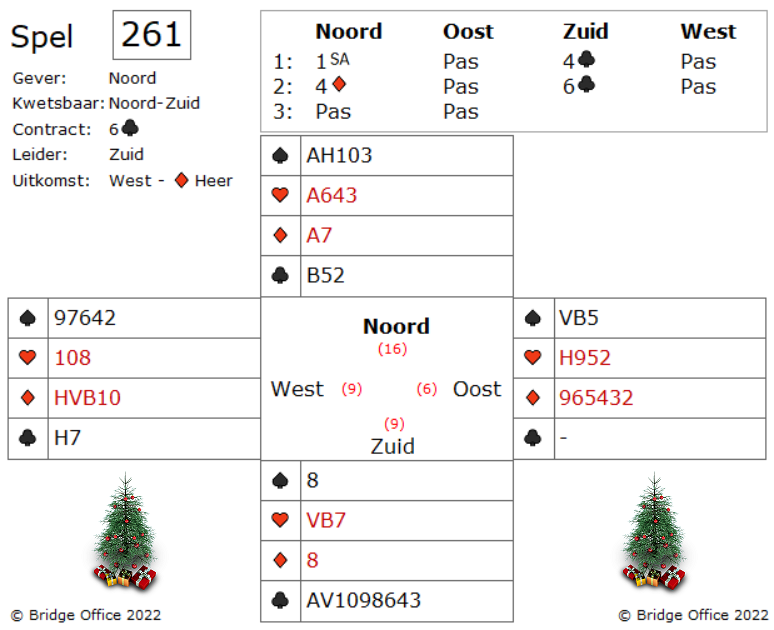 Spel 261
Gever: Noord
Kwetsbaar: Noord-Zuid
Contract: 6♣
Leider: Zuid
Uitkomst: West - ♦ Heer
Noord Oost Zuid West
1: 1 SA Pas 4♣ Pas
2: 4♦ Pas 6♣ Pas
3: Pas Pas
♠ AH103
♥ A643
♦ A7
♣ B52
♠ 97642
♥ 108
♦ HVB10
♣ H7
Noord
(16)
West (9) (6) Oost
(9)
Zuid
♠ VB5
♥ H952
♦ 965432
♣ -
♠ 8
♥ VB7
♦ 8
♣ AV1098643
© Bridge Office 2022
© Bridge Office 2022